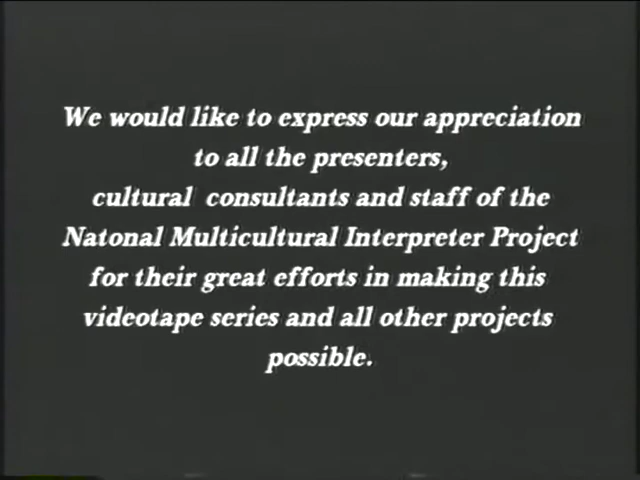 We would like to express our appreciation
to all the presenters,
cultural consultants and staff of the
Natonal Multicultural Interpreter Project
for their great efforts in making this
videotape series and all other projects
possible.